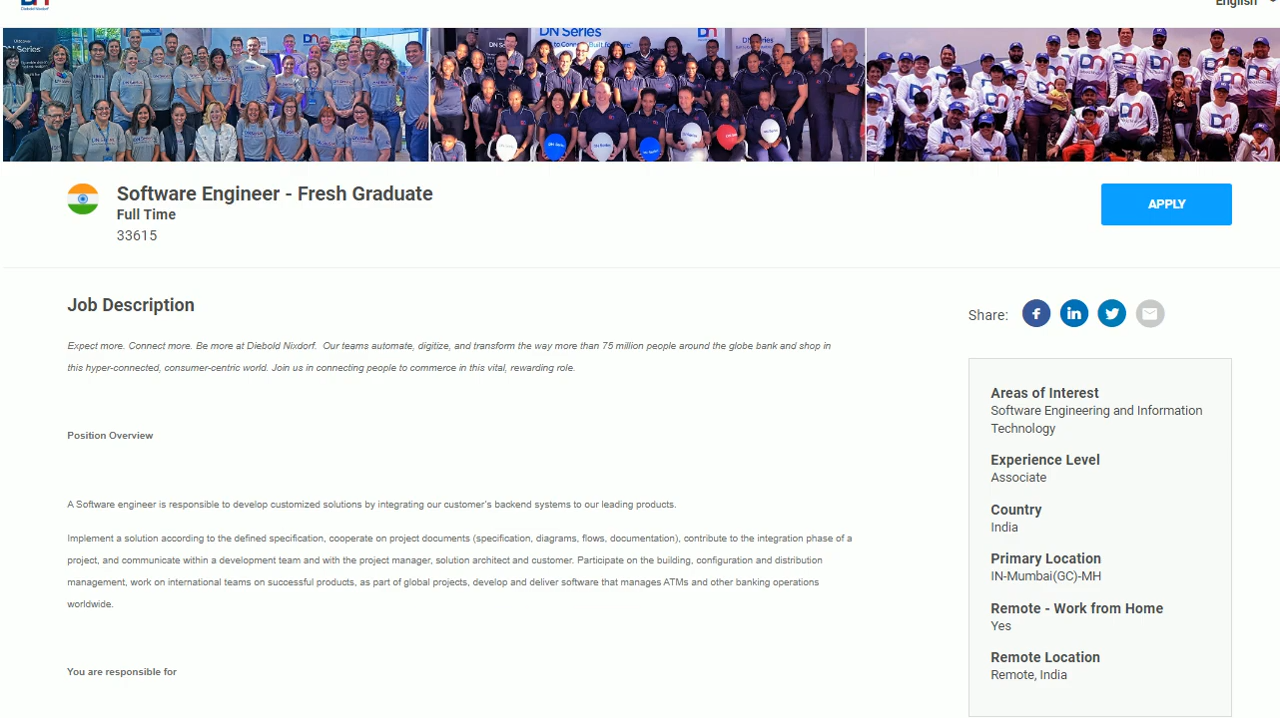 Diebold Nixdorf
English
DN Series
DN Series
Software Engineer - Fresh Graduate
APPLY
Full Time
33615
Job Description
Share:
Expect more. Connect more. Be more at Diebold Nixdorf. Our teams automate, digitize, and transform the way more than 75 million people around the globe bank and shop in
this hyper-connected, consumer-centric world. Join us in connecting people to commerce in this vital, rewarding role.
Position Overview
A Software engineer is responsible to develop customized solutions by integrating our customer's backend systems to our leading products.
Implement a solution according to the defined specification, cooperate on project documents (specification, diagrams, flows, documentation), contribute to the integration phase of a
project, and communicate within a development team and with the project manager, solution architect and customer. Participate on the building, configuration and distribution
management, work on international teams on successful products, as part of global projects, develop and deliver software that manages ATMs and other banking operations
worldwide.
You are responsible for
Areas of Interest
Software Engineering and Information
Technology
Experience Level
Associate
Country
India
Primary Location
IN-Mumbai(GC)-MH
Remote - Work from Home
Yes
Remote Location
Remote, India